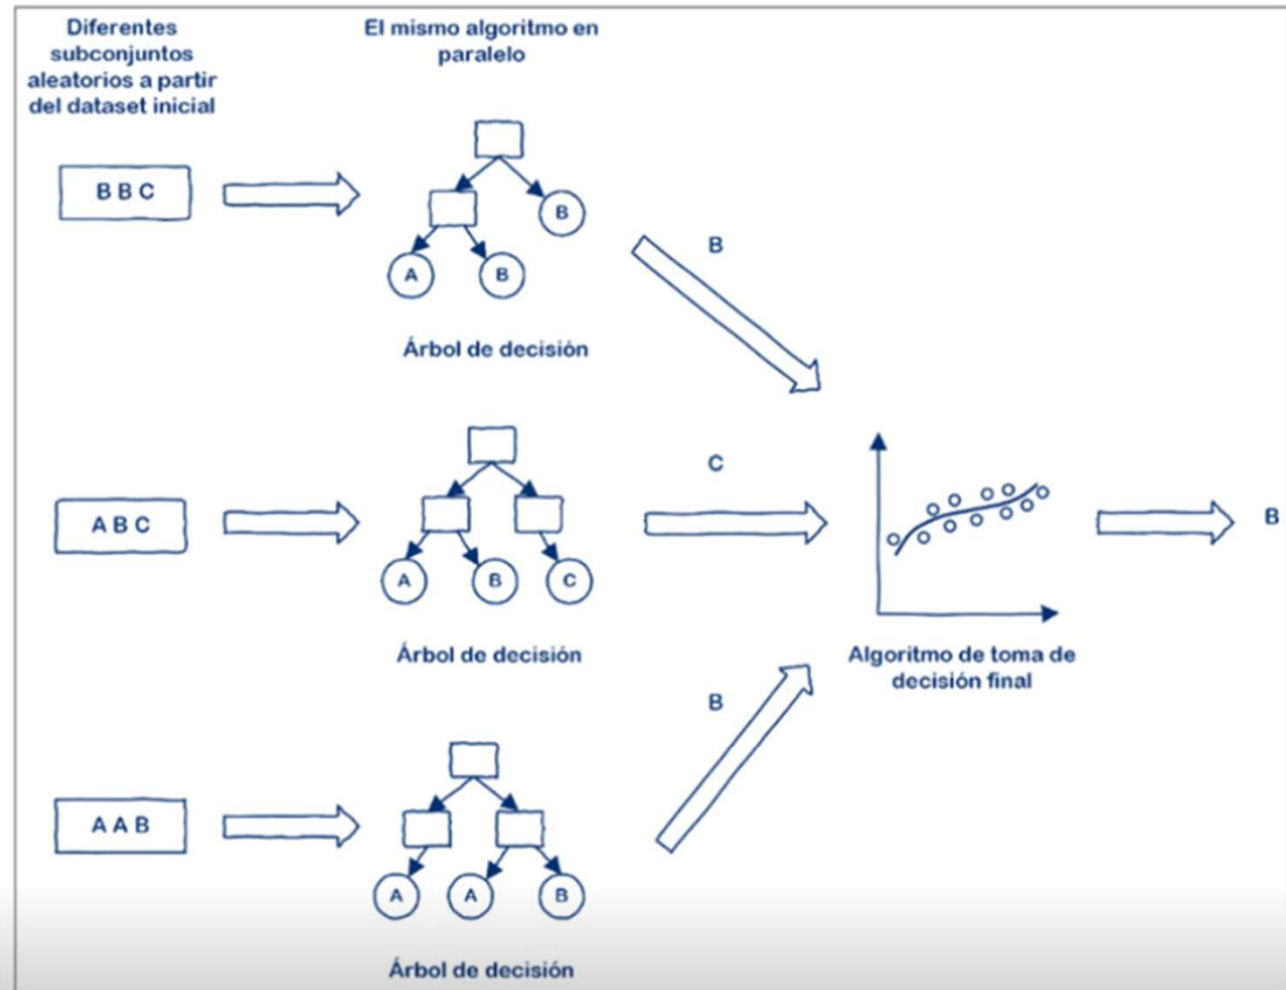 Diferentes
subconjuntos
aleatorios a partir
del dataset inicial
El mismo algoritmo en
paralelo
B B C
B
A
B
Árbol de decisión
B
A B C
A
B
C
Árbol de decisión
C
Algoritmo de toma de
decisión final
B
A A B
A
A
B
Árbol de decisión
B